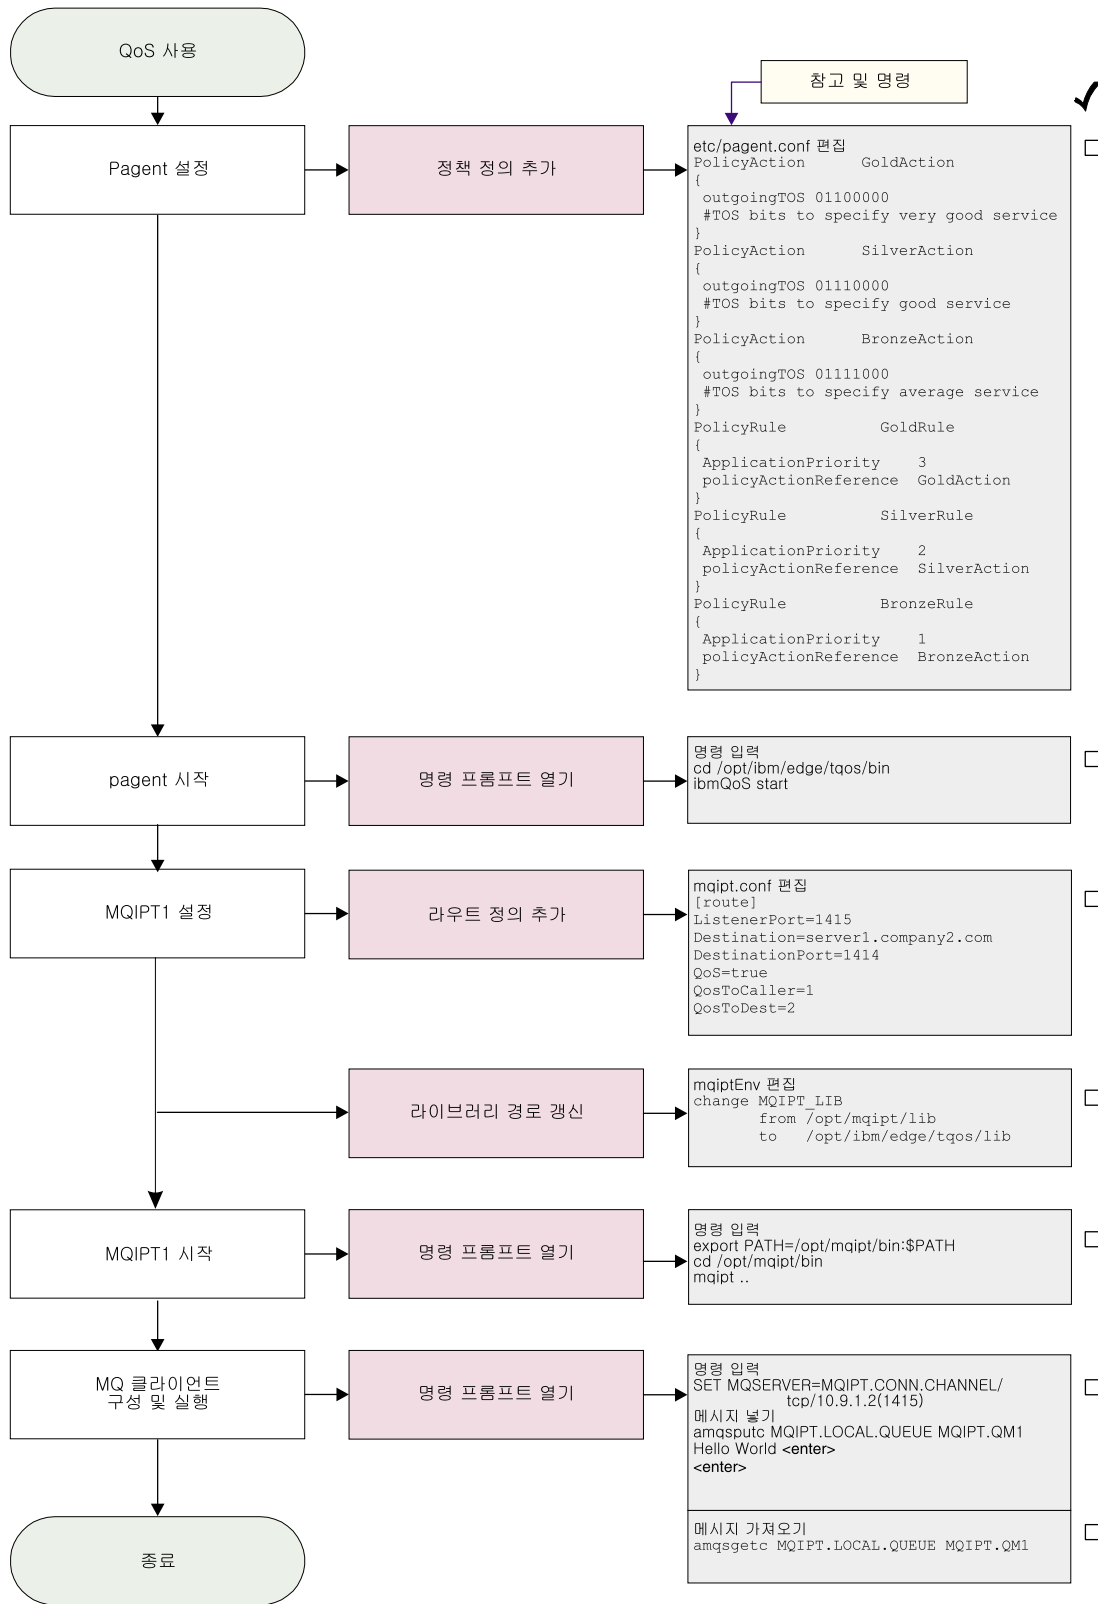 QoS 사용
참고 및 명령
Pagent 설정
정책 정의 추가
etc/pagent.conf 편집
PolicyAction      GoldAction
{
 outgoingTOS 01100000
 #TOS bits to specify very good service
}
PolicyAction      SilverAction
{
 outgoingTOS 01110000
 #TOS bits to specify good service
}
PolicyAction      BronzeAction
{
 outgoingTOS 01111000
 #TOS bits to specify average service
}
PolicyRule          GoldRule
{
 ApplicationPriority    3
 policyActionReference  GoldAction
}
PolicyRule          SilverRule
{
 ApplicationPriority    2
 policyActionReference  SilverAction
}
PolicyRule          BronzeRule
{
 ApplicationPriority    1
 policyActionReference  BronzeAction
}
pagent 시작
명령 프롬프트 열기
명령 입력
cd /opt/ibm/edge/tqos/bin
ibmQoS start
MQIPT1 설정
라우트 정의 추가
mqipt.conf 편집
[route]
ListenerPort=1415
Destination=server1.company2.com
DestinationPort=1414
QoS=true
QosToCaller=1
QosToDest=2
라이브러리 경로 갱신
mqiptEnv 편집
change MQIPT_LIB
       from /opt/mqipt/lib
       to   /opt/ibm/edge/tqos/lib
MQIPT1 시작
명령 프롬프트 열기
명령 입력
export PATH=/opt/mqipt/bin:$PATH
cd /opt/mqipt/bin
mqipt ..
MQ 클라이언트
구성 및 실행
명령 프롬프트 열기
명령 입력
SET MQSERVER=MQIPT.CONN.CHANNEL/
tcp/10.9.1.2(1415)
메시지 넣기
amqsputc MQIPT.LOCAL.QUEUE MQIPT.QM1
Hello World <enter>
<enter>
메시지 가져오기
amqsgetc MQIPT.LOCAL.QUEUE MQIPT.QM1
종료